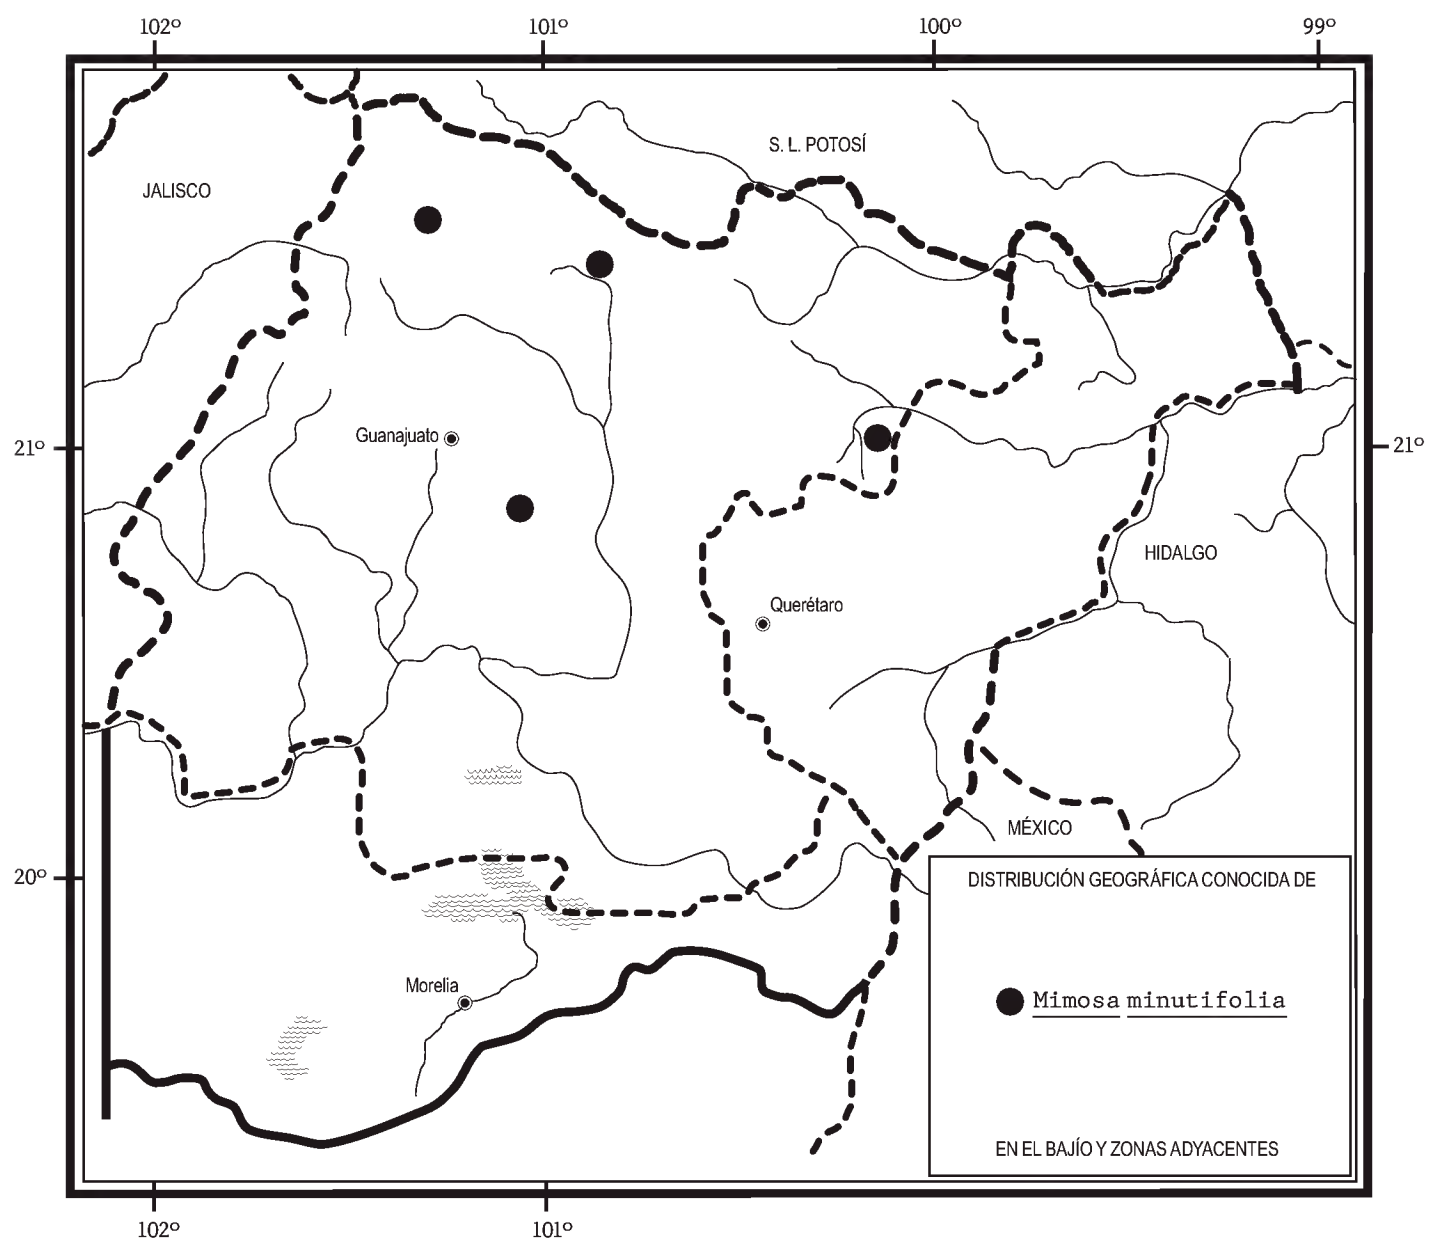 102º 101º 100º 99º
S. L. POTOSÍ
JALISCO
Guanajuato
21º 21º
HIDALGO
Querétaro
MÉXICO
20º
DISTRIBUCIÓN GEOGRÁFICA CONOCIDA DE
Morelia
Mimosa minutifolia
EN EL BAJÍO Y ZONAS ADYACENTES
102º 101º